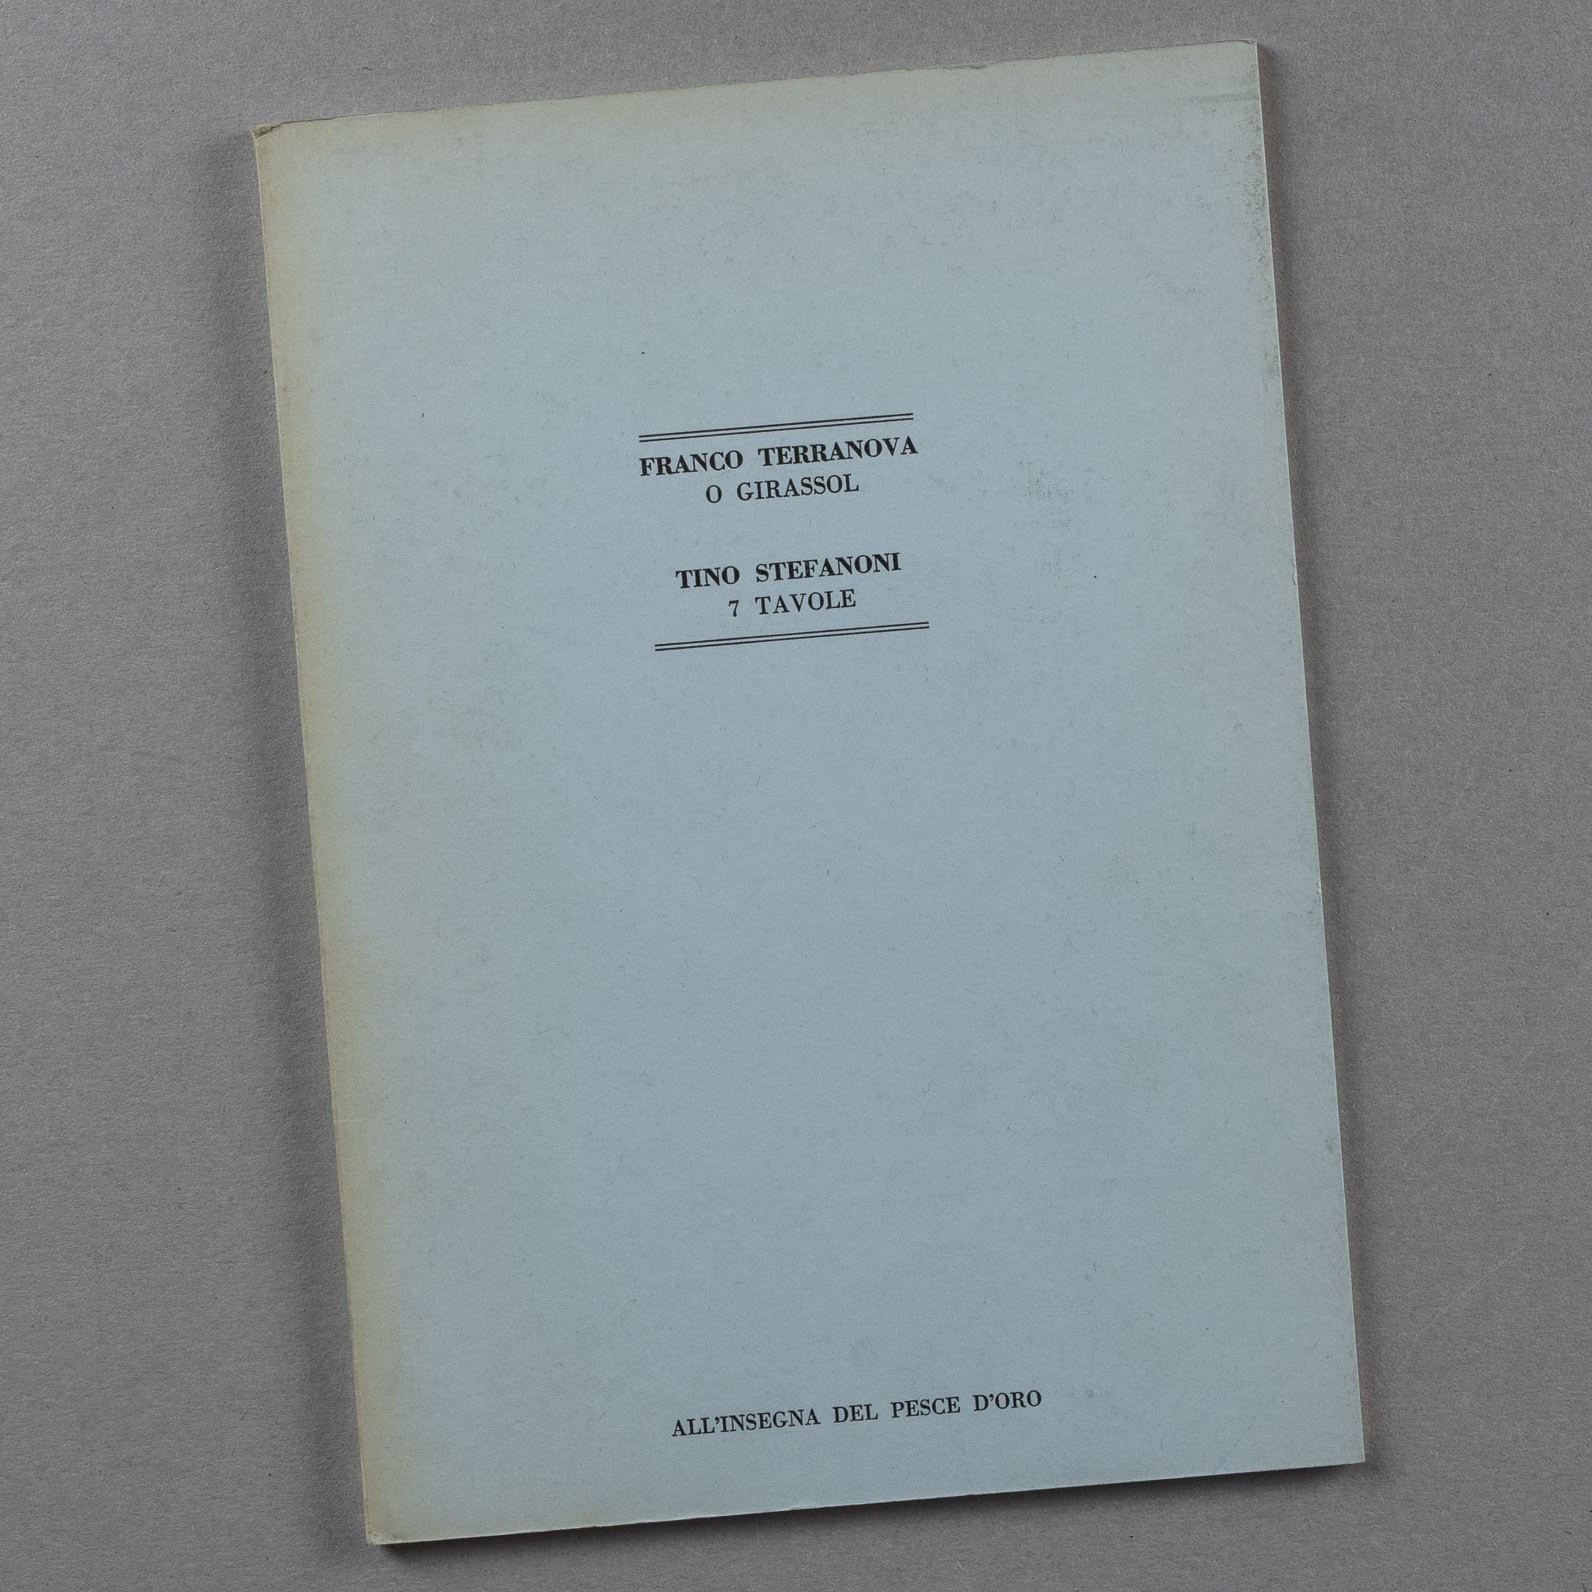 FRANCO TERRANOVA
O GIRASSOL
TINO STEFANONI
7 TAVOLE
ALL'INSEGNA DEL PESCE D'ORO